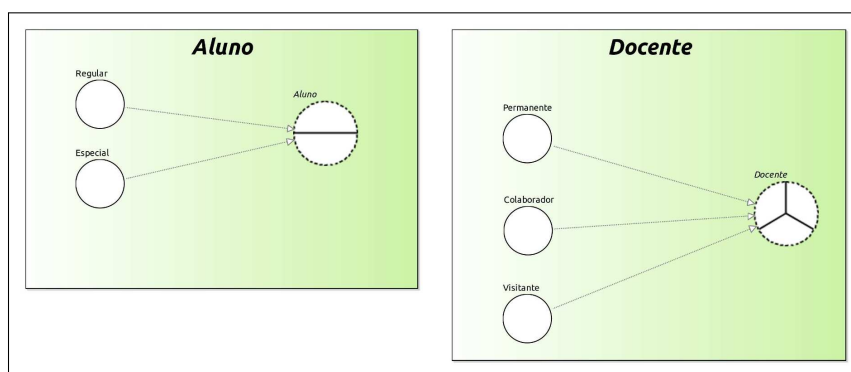 Aluno
Regular
Aluno
Especial
Docente
Permanente
Docente
Colaborador
Visitante